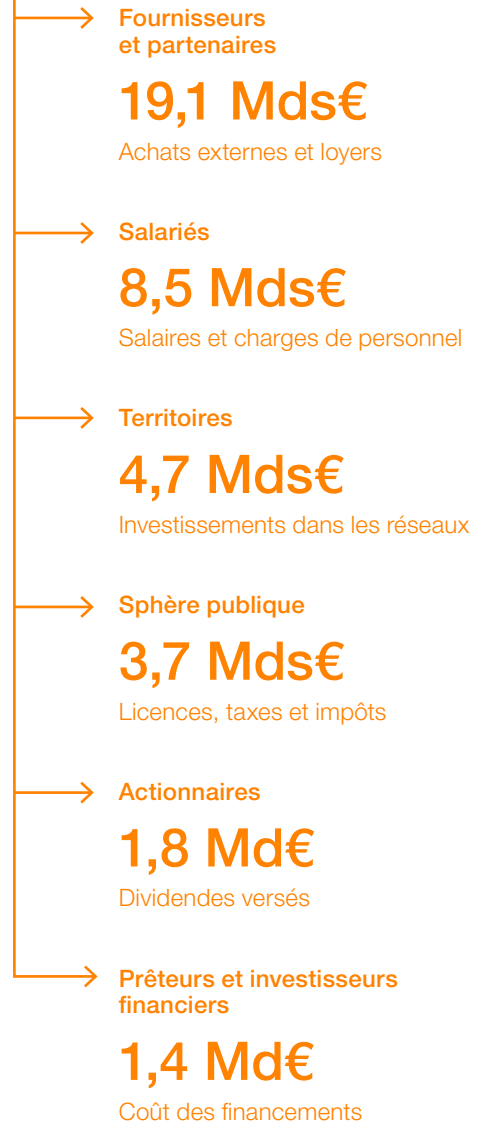 Fournisseurs
et partenaires
19,1 Mds€
Achats externes et loyers
Salariés
8,5 Mds€
Salaires et charges de personnel
Territoires
4,7 Mds€
Investissements dans les réseaux
Sphère publique
3,7 Mds€
Licences, taxes et impôts
Actionnaires
1,8 Md€
Dividendes versés
Prêteurs et investisseurs
financiers
1,4 Md€
Coût des financements